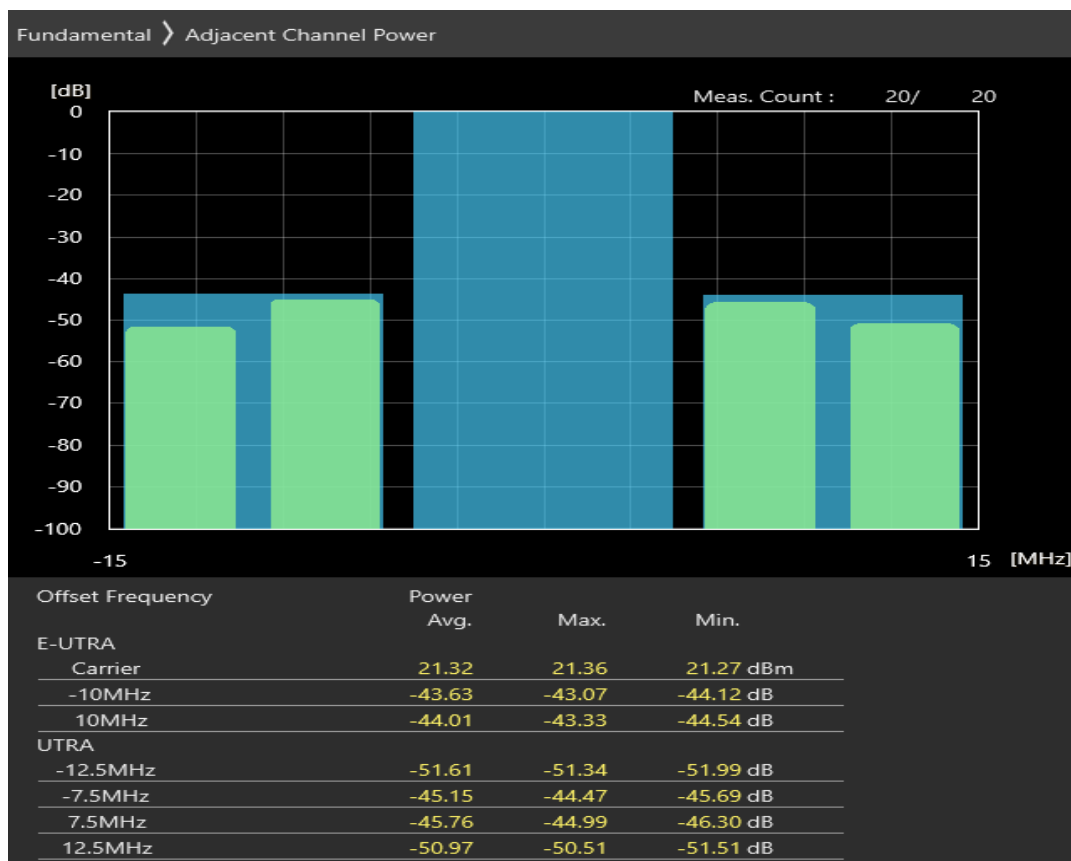 Fundamental ❯ Adjacent Channel Power
[dB]
Meas. Count : 20/ 20
0
-10
-20
-30
-40
-50
-60
-70
-80
-90
-100
-15 15 [MHz]
Offset Frequency Power
Avg. Max. Min.
E-UTRA
Carrier 21.32 21.36 21.27 dBm
-10MHz -43.63 -43.07 -44.12 dB
10MHz -44.01 -43.33 -44.54 dB
UTRA
-12.5MHz -51.61 -51.34 -51.99 dB
-7.5MHz -45.15 -44.47 -45.69 dB
7.5MHz -45.76 -44.99 -46.30 dB
12.5MHz -50.97 -50.51 -51.51 dB